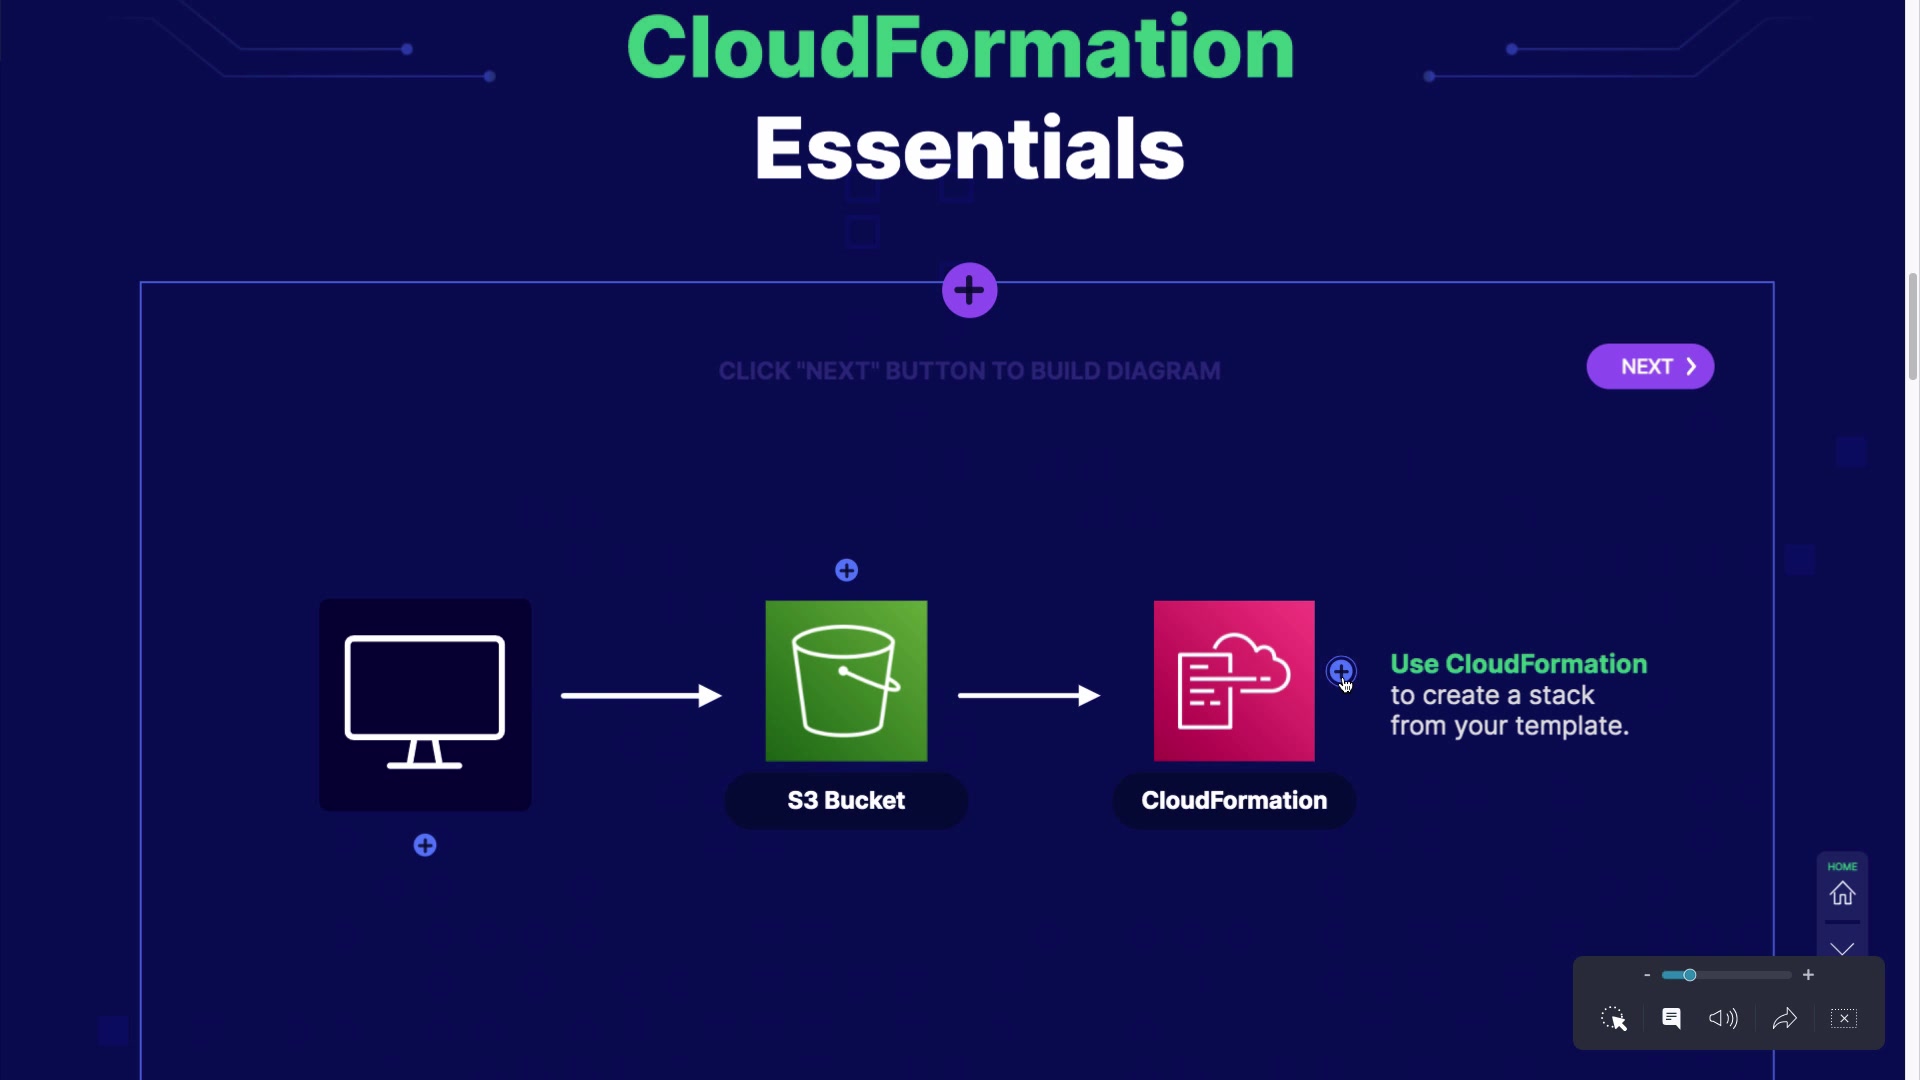 CloudFormation
Essentials
CLICK "NEXT" BUTTON TO BUILD DIAGRAM
NEXT
Use CloudFormation
to create a stack
from your template.
S3 Bucket
CloudFormation
HOME